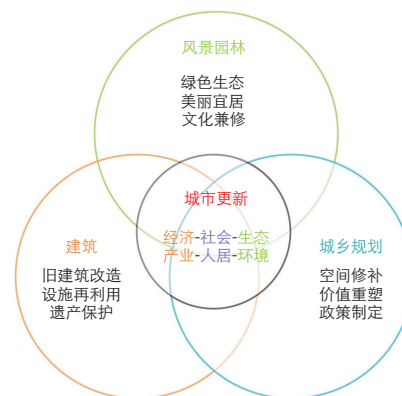 风景园林
绿色生态
美丽宜居
文化兼修
城市更新
经济-社会-生态
产业-人居-环境
建筑
旧建筑改造
设施再利用
遗产保护
城乡规划
空间修补
价值重塑
政策制定